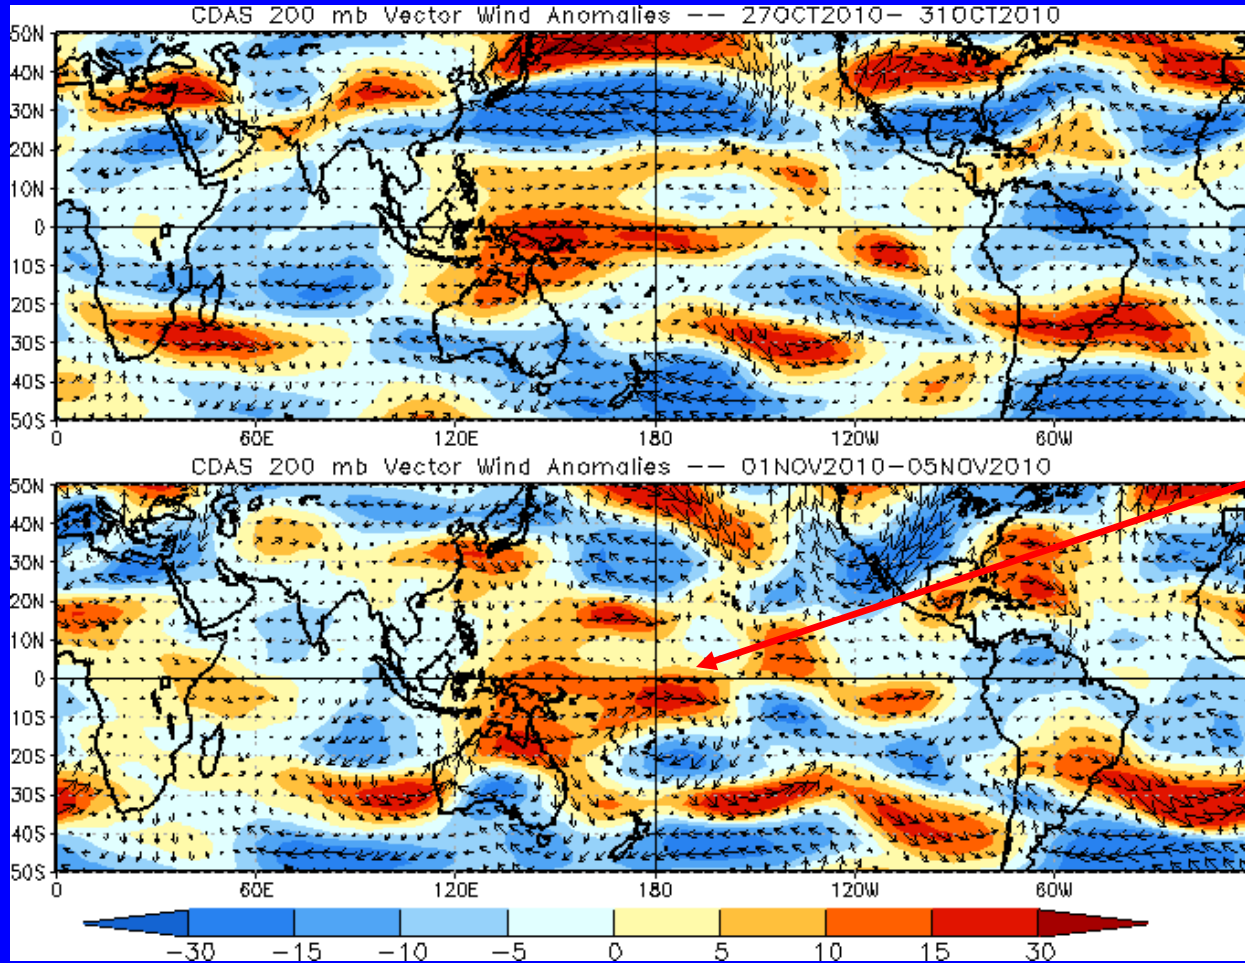 CDAS 200 mb Vector Wind Anomalies -- 27OCT2010- 31OCT2010
50N
40N
30N
20N
10N
0
10S
20S
30S
40S
50S
0 60E 120E 180 120W 60W
CDAS 200 mb Vector Wind Anomalies -- 01NOV2010-05NOV2010
50N
40N
30N
20N
10N
0
10S
20S
30S
40S
50S
0 60E 120E 180 120W 60W
-30 -15 -10 -5 0 5 10 15 30